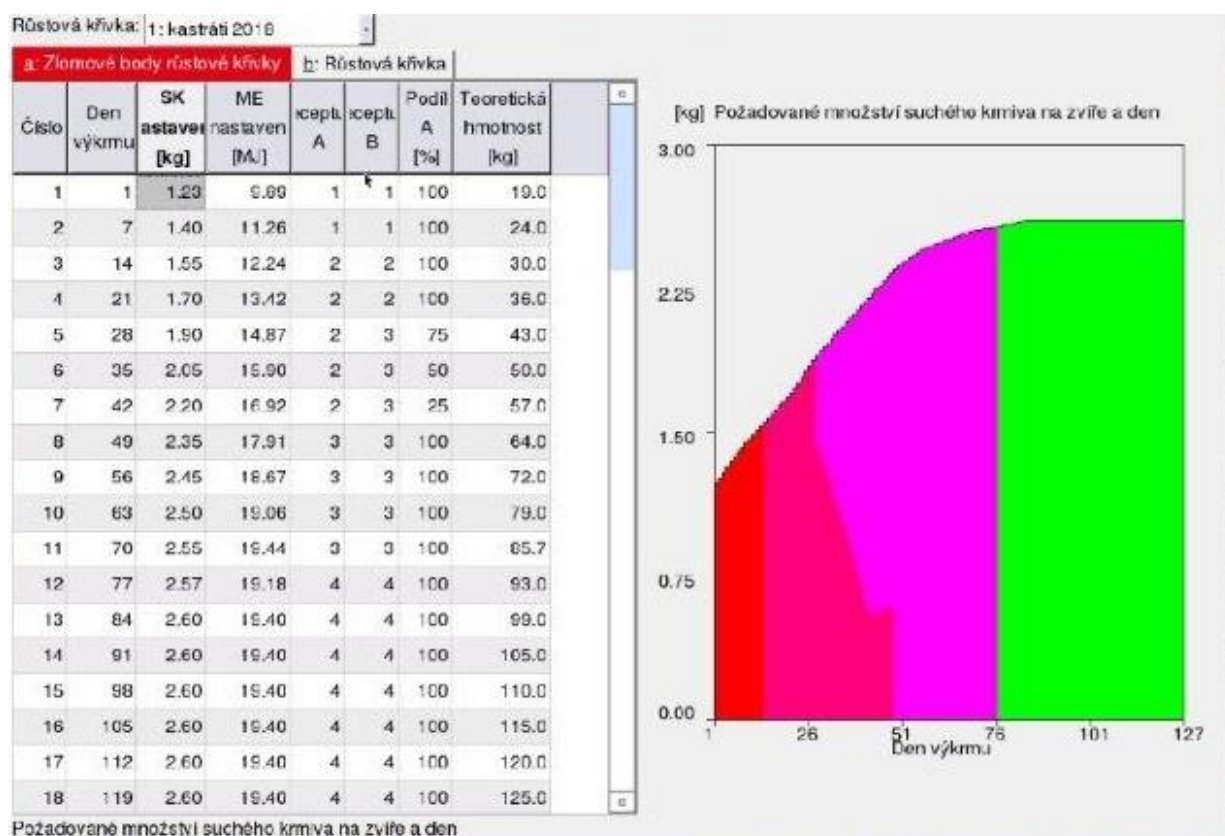 Růstová křivka: 1: kastráti 2016
a: Zlomové body růstové křivky b: Růstová křivka
Číslo Den výkrmu SK astaver [kg] ME nastaven [MJ] iceptu A iceptu B Podíl A [%] Teoretická hmotnost [kg]
1 1 1.23 9.89 1 1 100 19.0
2 7 1.40 11.26 1 1 100 24.0
3 14 1.55 12.24 2 2 100 30.0
4 21 1.70 13.42 2 2 100 36.0
5 28 1.90 14.87 2 3 75 43.0
6 35 2.05 15.90 2 3 50 50.0
7 42 2.20 16.92 2 3 25 57.0
8 49 2.35 17.91 3 3 100 64.0
9 56 2.45 18.67 3 3 100 72.0
10 63 2.50 19.06 3 3 100 79.0
11 70 2.55 19.44 3 3 100 85.7
12 77 2.57 19.18 4 4 100 93.0
13 84 2.60 19.40 4 4 100 99.0
14 91 2.60 19.40 4 4 100 105.0
15 98 2.60 19.40 4 4 100 110.0
16 105 2.60 19.40 4 4 100 115.0
17 112 2.60 19.40 4 4 100 120.0
18 119 2.60 19.40 4 4 100 125.0
Požadované množství suchého krmiva na zvíře a den
[kg] Požadované množství suchého krmiva na zvíře a den
3.00
2.25
1.50
0.75
0.00
1 26 51 76 101 127
Den výkrmu